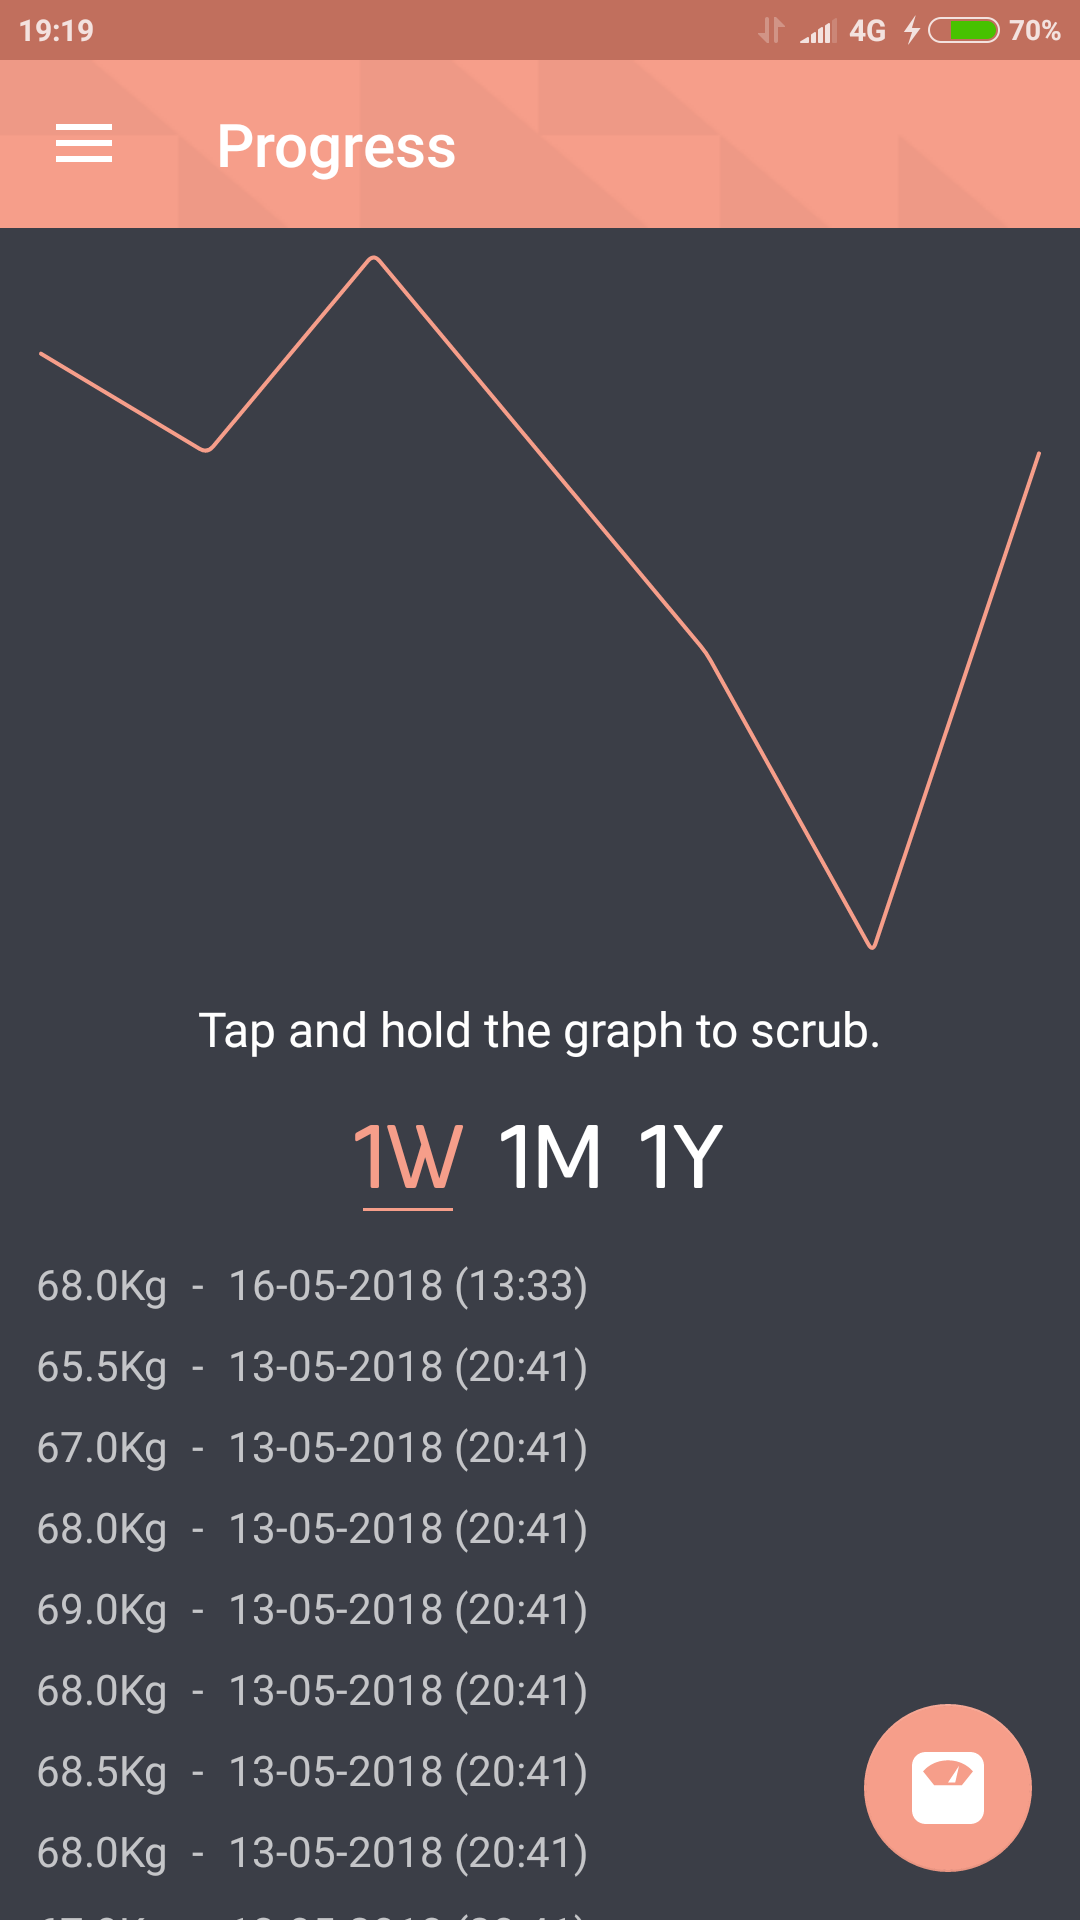 19:19 4G 70%
Progress
Tap and hold the graph to scrub.
1W 1M 1Y
68.0Kg - 16-05-2018 (13:33)
65.5Kg - 13-05-2018 (20:41)
67.0Kg - 13-05-2018 (20:41)
68.0Kg - 13-05-2018 (20:41)
69.0Kg - 13-05-2018 (20:41)
68.0Kg - 13-05-2018 (20:41)
68.5Kg - 13-05-2018 (20:41)
68.0Kg - 13-05-2018 (20:41)